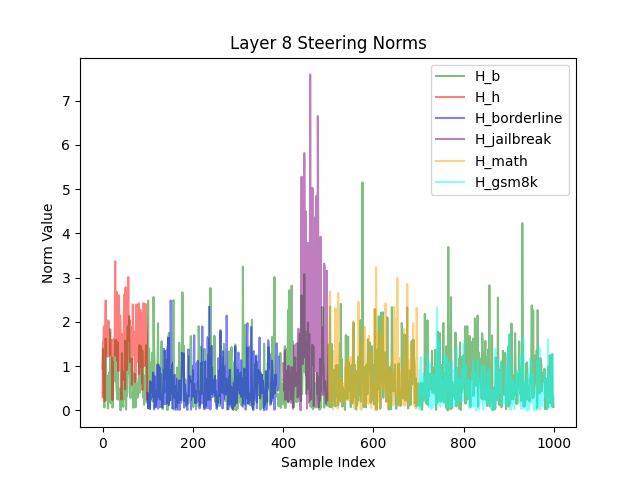 Layer 8 Steering Norms
H_b
H_h
H_borderline
H_jailbreak
H_math
H_gsm8k
Norm Value
7
6
5
4
3
2
1
0
0
200
400
600
800
1000
Sample Index